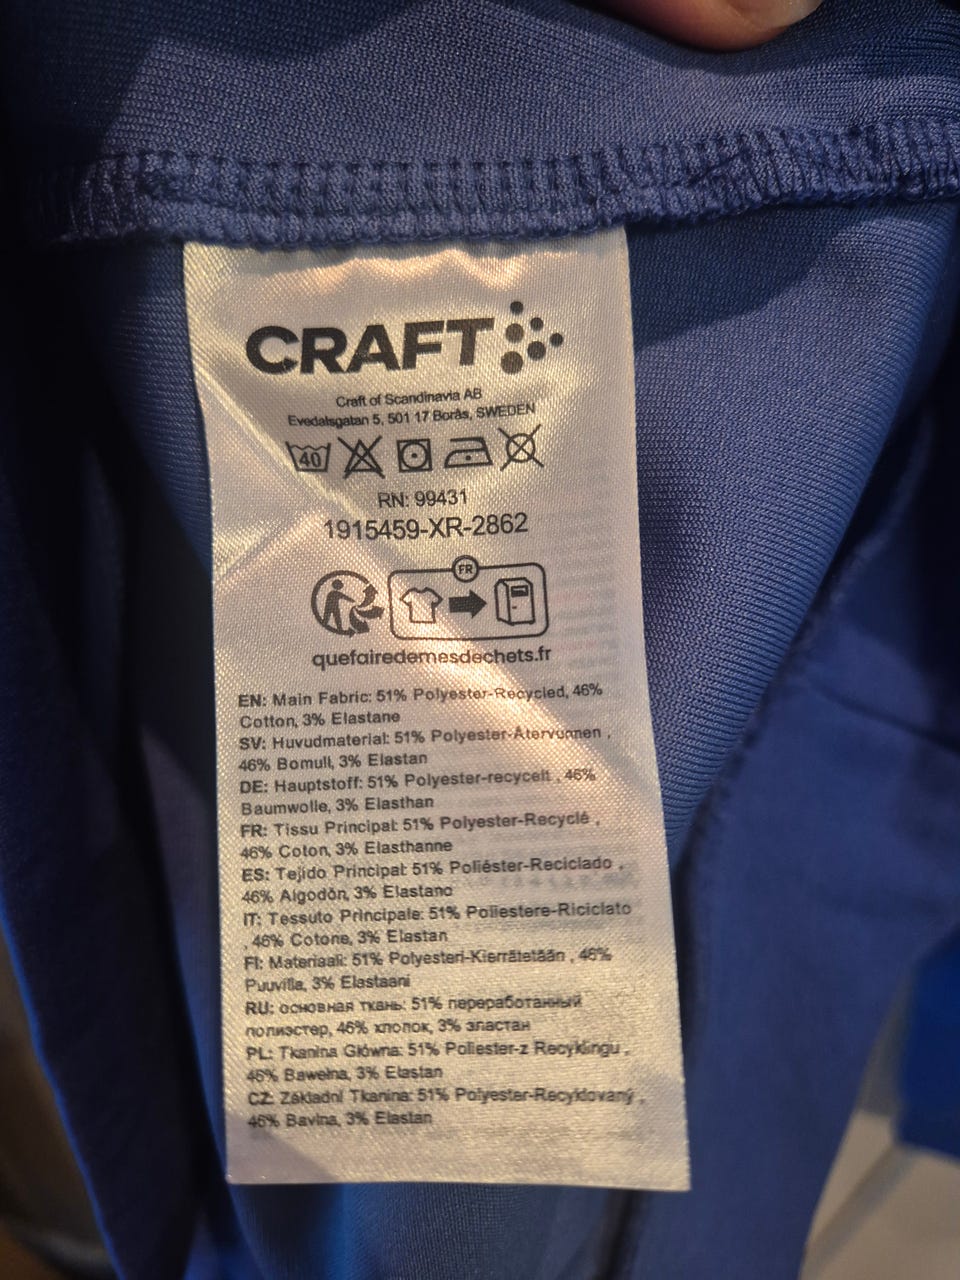 CRAFT
Craft of Scandinavia AB
Evedalsgatan 5, 501 17 Borås, SWEDEN
40
RN: 99431
1915459-XR-2862
FR
quefairedemesdechets.fr
EN: Main Fabric: 51% Polyester-Recycled, 46%
Cotton, 3% Elastane
SV: Huvudmaterial: 51% Polyester-Återvunnen ,
46% Bomull, 3% Elastan
DE: Hauptstoff: 51% Polyester-recycelt , 46%
Baumwolle, 3% Elasthan
FR: Tissu Principal: 51% Polyester-Recyclé ,
46% Coton, 3% Elasthanne
ES: Tejido Principal: 51% Poliéster-Reciclado ,
46% Algodón, 3% Elastano
IT: Tessuto Principale: 51% Poliestere-Riciclato
, 46% Cotone, 3% Elastan
FI: Materiaali: 51% Polyesteri-Kierrätetään , 46%
Puuvilla, 3% Elastaani
RU: основная ткань: 51% переработанный
полиэстер, 46% хлопок, 3% эластан
PL: Tkanina Główna: 51% Poliester-z Recyklingu ,
46% Bawełna, 3% Elastan
CZ: Základní Tkanina: 51% Polyester-Recyklovaný ,
46% Bavlna, 3% Elastan